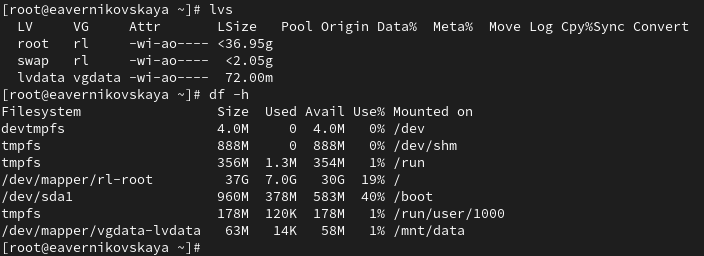 [root@eavernikovskaya ~]# lvs
  LV     VG     Attr       LSize   Pool Origin Data%  Meta%  Move Log Cpy%Sync Convert
  root   rl     -wi-ao---- <36.95g
  swap   rl     -wi-ao----  <2.05g
  lvdata vgdata -wi-ao----  72.00m
[root@eavernikovskaya ~]# df -h
Filesystem                 Size  Used Avail Use% Mounted on
devtmpfs                   4.0M     0  4.0M   0% /dev
tmpfs                      888M     0  888M   0% /dev/shm
tmpfs                      356M  1.3M  354M   1% /run
/dev/mapper/rl-root         37G  7.0G   30G  19% /
/dev/sda1                  960M  378M  583M  40% /boot
tmpfs                      178M  120K  178M   1% /run/user/1000
/dev/mapper/vgdata-lvdata   63M   14K   58M   1% /mnt/data
[root@eavernikovskaya ~]#